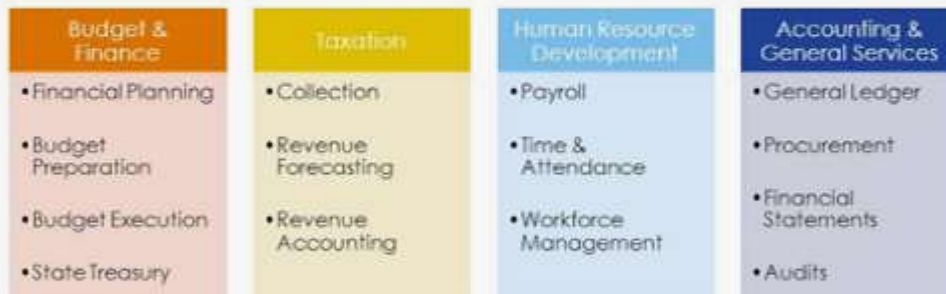 Budget &
Finance
• Financial Planning
• Budget
Preparation
• Budget Execution
• State Treasury
Taxation
• Collection
• Revenue
Forecasting
• Revenue
Accounting
Human Resource
Development
• Payroll
• Time &
Attendance
• Workforce
Management
Accounting &
General Services
• General Ledger
• Procurement
• Financial
Statements
• Audits